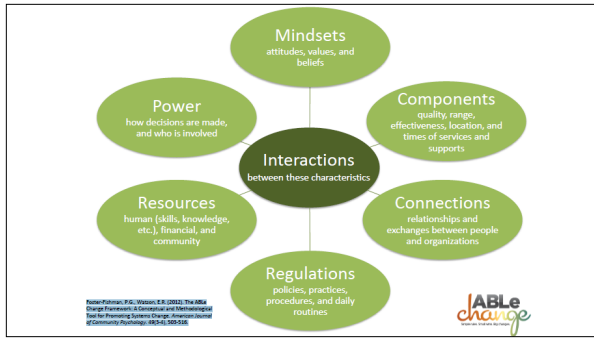 Mindsets
attitudes, values, and
beliefs
Power
how decisions are made,
and who is involved
Components
quality, range,
effectiveness, location, and
times of services and
supports
Interactions
between these characteristics
Resources
human (skills, knowledge,
etc.), financial, and
community
Connections
relationships and
exchanges between people
and organizations
Regulations
policies, practices,
procedures, and daily
routines
Foster-Fishman, P.G., Watson, E.R. (2012). The ABLe
Change Framework: A Conceptual and Methodological
Tool for Promoting Systems Change. American Journal
of Community Psychology, 49(3-4), 503-516.
ABLe
change